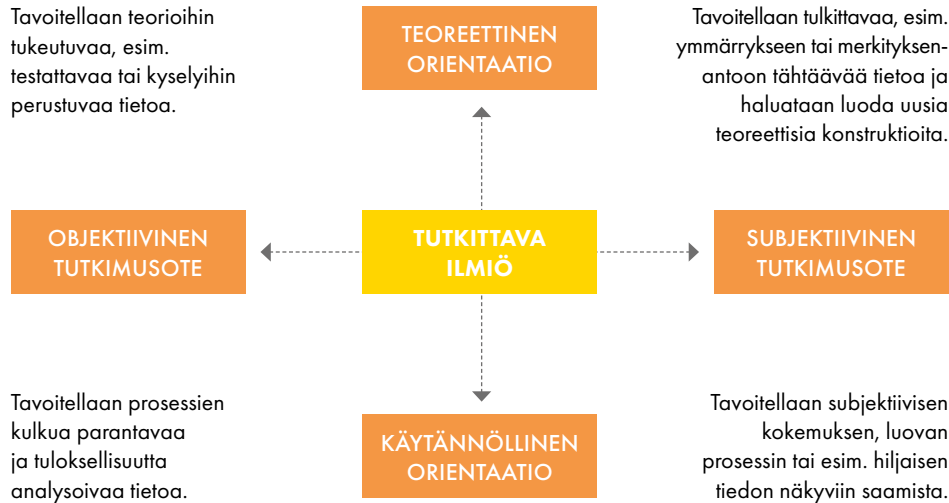 Tavoitellaan teorioihin
tukeutuvaa, esim.
testattavaa tai kyselyihin
perustuvaa tietoa.
TEOREETTINEN
ORIENTAATIO
Tavoitellaan tulkittavaa, esim.
ymmärrykseen tai merkityksen-
antoon tähtäävää tietoa ja
haluataan luoda uusia
teoreettisia konstruktioita.
OBJEKTIIVINEN
TUTKIMUSOTE
TUTKITTAVA
ILMIÖ
SUBJEKTIIVINEN
TUTKIMUSOTE
Tavoitellaan prosessien
kulkua parantavaa
ja tuloksellisuutta
analysoivaa tietoa.
KÄYTÄNNÖLLINEN
ORIENTAATIO
Tavoitellaan subjektiivisen
kokemuksen, luovan
prosessin tai esim. hiljaisen
tiedon näkyviin saamista.